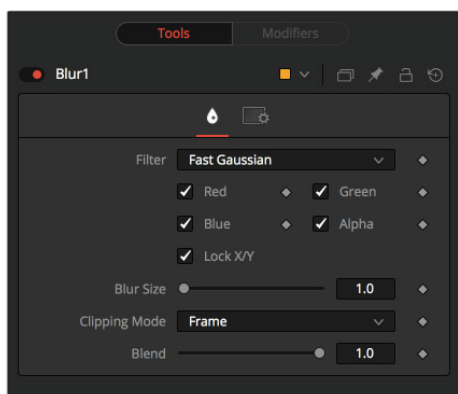 Tools Modifiers
Blur1
Filter Fast Gaussian
Red Green
Blue Alpha
Lock X/Y
Blur Size 1.0
Clipping Mode Frame
Blend 1.0